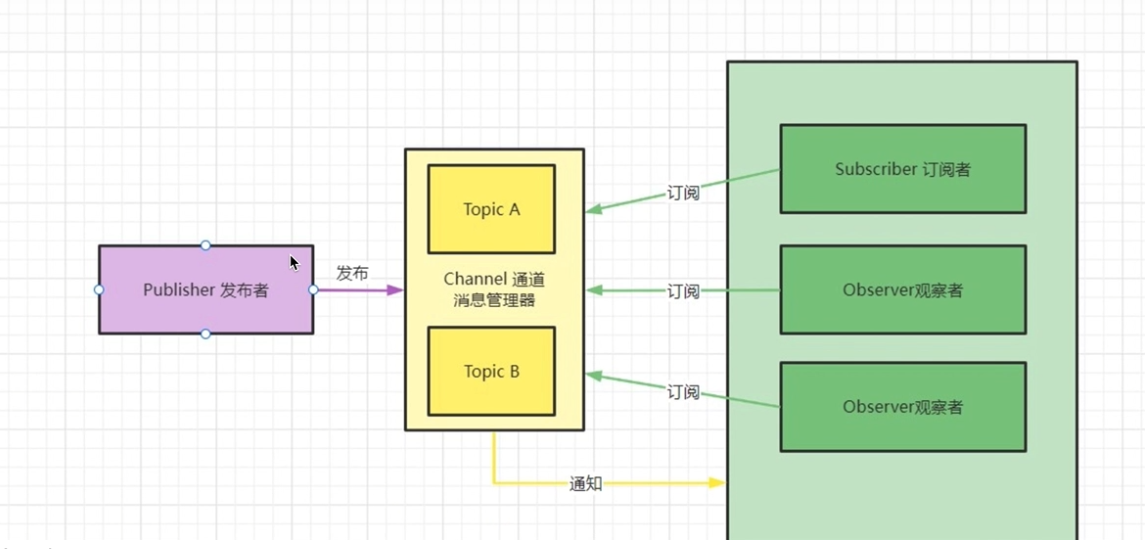 Subscriber 订阅者
订阅
Topic A
Publisher 发布者
发布
Channel 通道
消息管理器
订阅
Observer观察者
Topic B
订阅
Observer观察者
通知